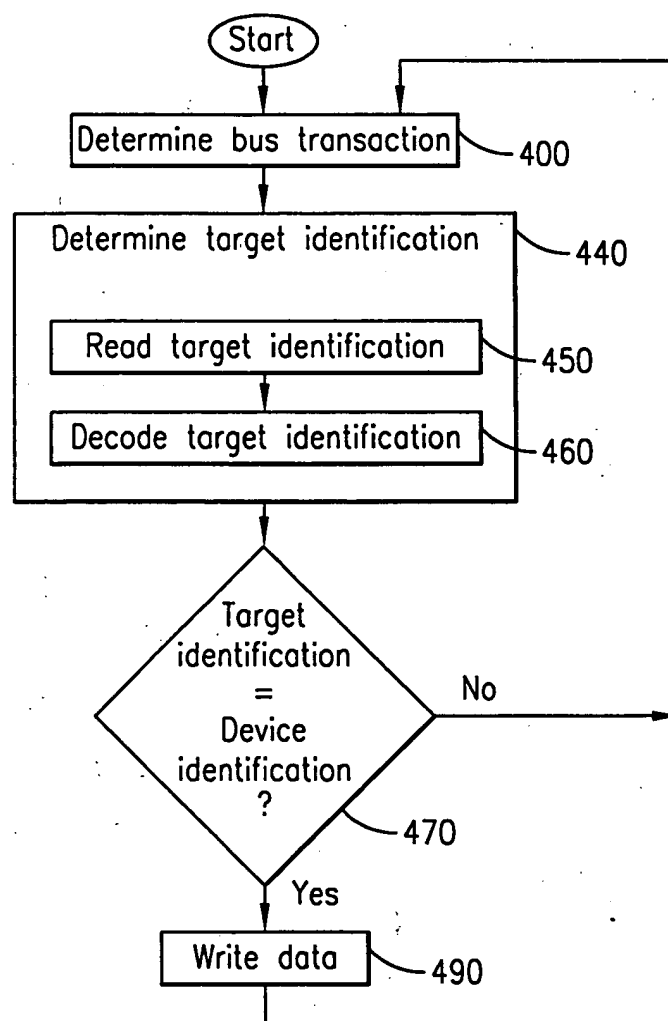 Start
Determine bus transaction
400
Determine target identification
440
Read target identification
450
Decode target identification
460
Target
identification
=
Device
identification
?
No
470
Yes
Write data
490